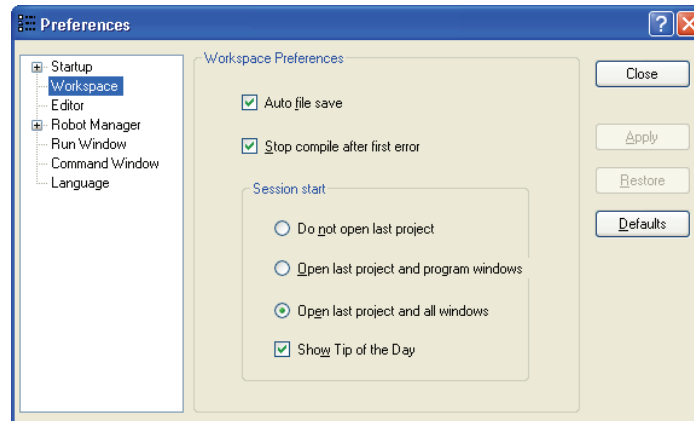 Preferences
Startup
Workspace
Editor
Robot Manager
Run Window
Command Window
Language
Workspace Preferences
Auto file save
Stop compile after first error
Session start
Do not open last project
Open last project and program windows
Open last project and all windows
Show Tip of the Day
Close
Apply
Restore
Defaults